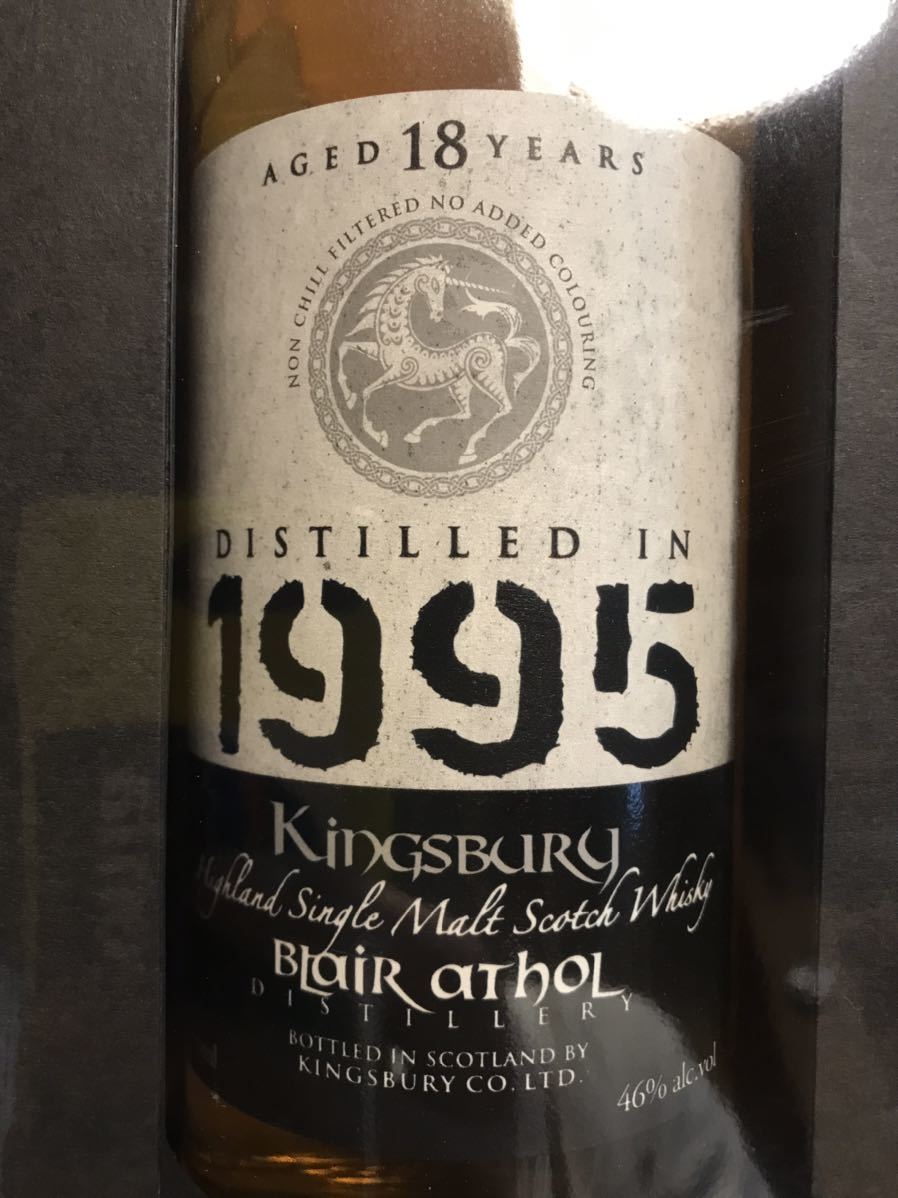 AGED 18 YEARS
NON CHILL FILTERED NO ADDED COLOURING
DISTILLED IN
1995
Kingsbury
Highland Single Malt Scotch Whisky
Blair Athol
DISTILLERY
BOTTLED IN SCOTLAND BY
KINGSBURY CO. LTD.
46% alc.vol